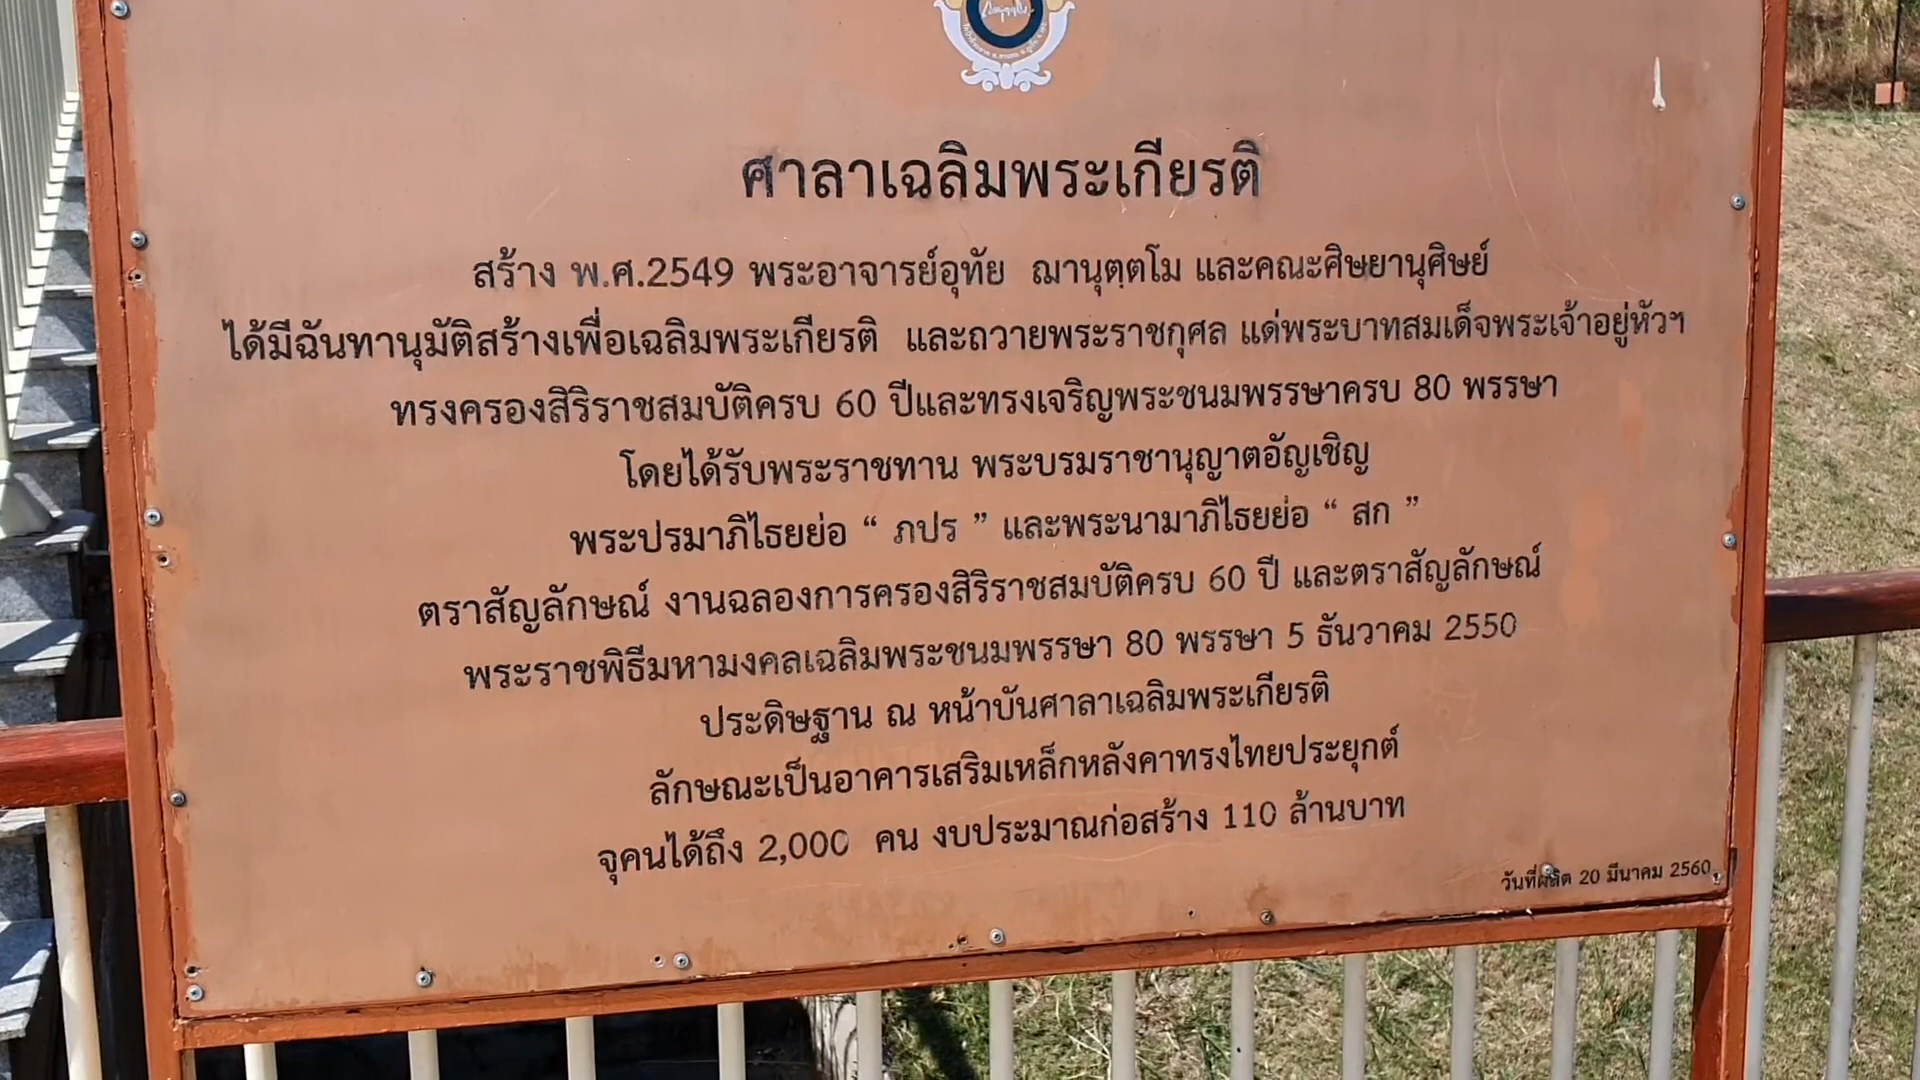 ศาลาเฉลิมพระเกียรติ
สร้าง พ.ศ.2549 พระอาจารย์อุทัย ฌานุตฺตโม และคณะศิษยานุศิษย์
ได้มีฉันทานุมัติสร้างเพื่อเฉลิมพระเกียรติ และถวายพระราชกุศล แด่พระบาทสมเด็จพระเจ้าอยู่หัวฯ
ทรงครองสิริราชสมบัติครบ 60 ปีและทรงเจริญพระชนมพรรษาครบ 80 พรรษา
โดยได้รับพระราชทาน พระบรมราชานุญาตอัญเชิญ
พระปรมาภิไธยย่อ “ ภปร ” และพระนามาภิไธยย่อ “ สก ”
ตราสัญลักษณ์ งานฉลองการครองสิริราชสมบัติครบ 60 ปี และตราสัญลักษณ์
พระราชพิธีมหามงคลเฉลิมพระชนมพรรษา 80 พรรษา 5 ธันวาคม 2550
ประดิษฐาน ณ หน้าบันศาลาเฉลิมพระเกียรติ
ลักษณะเป็นอาคารเสริมเหล็กหลังคาทรงไทยประยุกต์
จุคนได้ถึง 2,000 คน งบประมาณก่อสร้าง 110 ล้านบาท
วันที่ผลิต 20 มีนาคม 2560